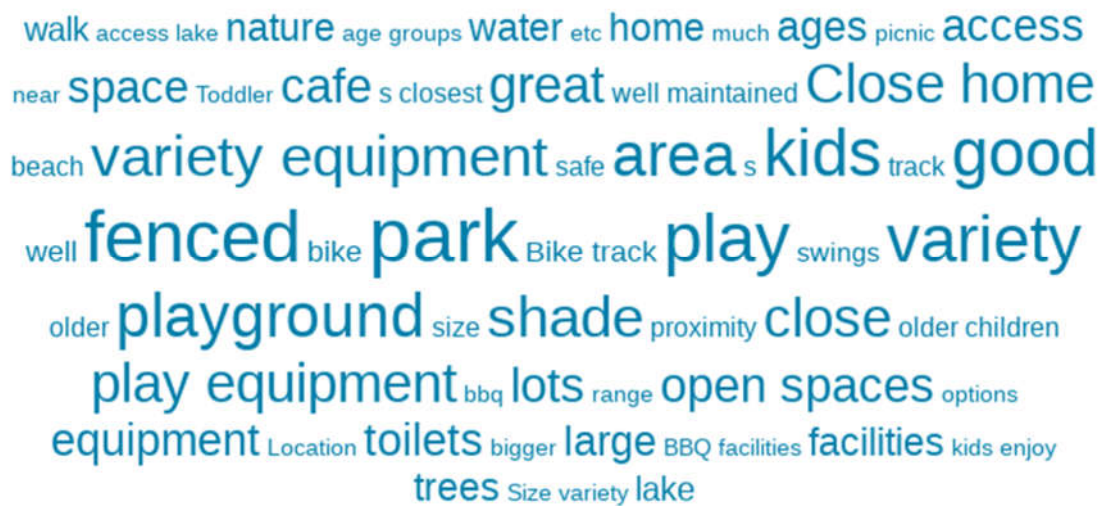 walk access lake nature age groups water etc home much ages picnic access
near space Toddler cafe s closest great well maintained Close home
beach variety equipment safe area s kids track good
well fenced bike park Bike track play swings variety
older playground size shade proximity close older children
play equipment bbq lots range open spaces options
equipment Location toilets bigger large BBQ facilities facilities kids enjoy
trees Size variety lake